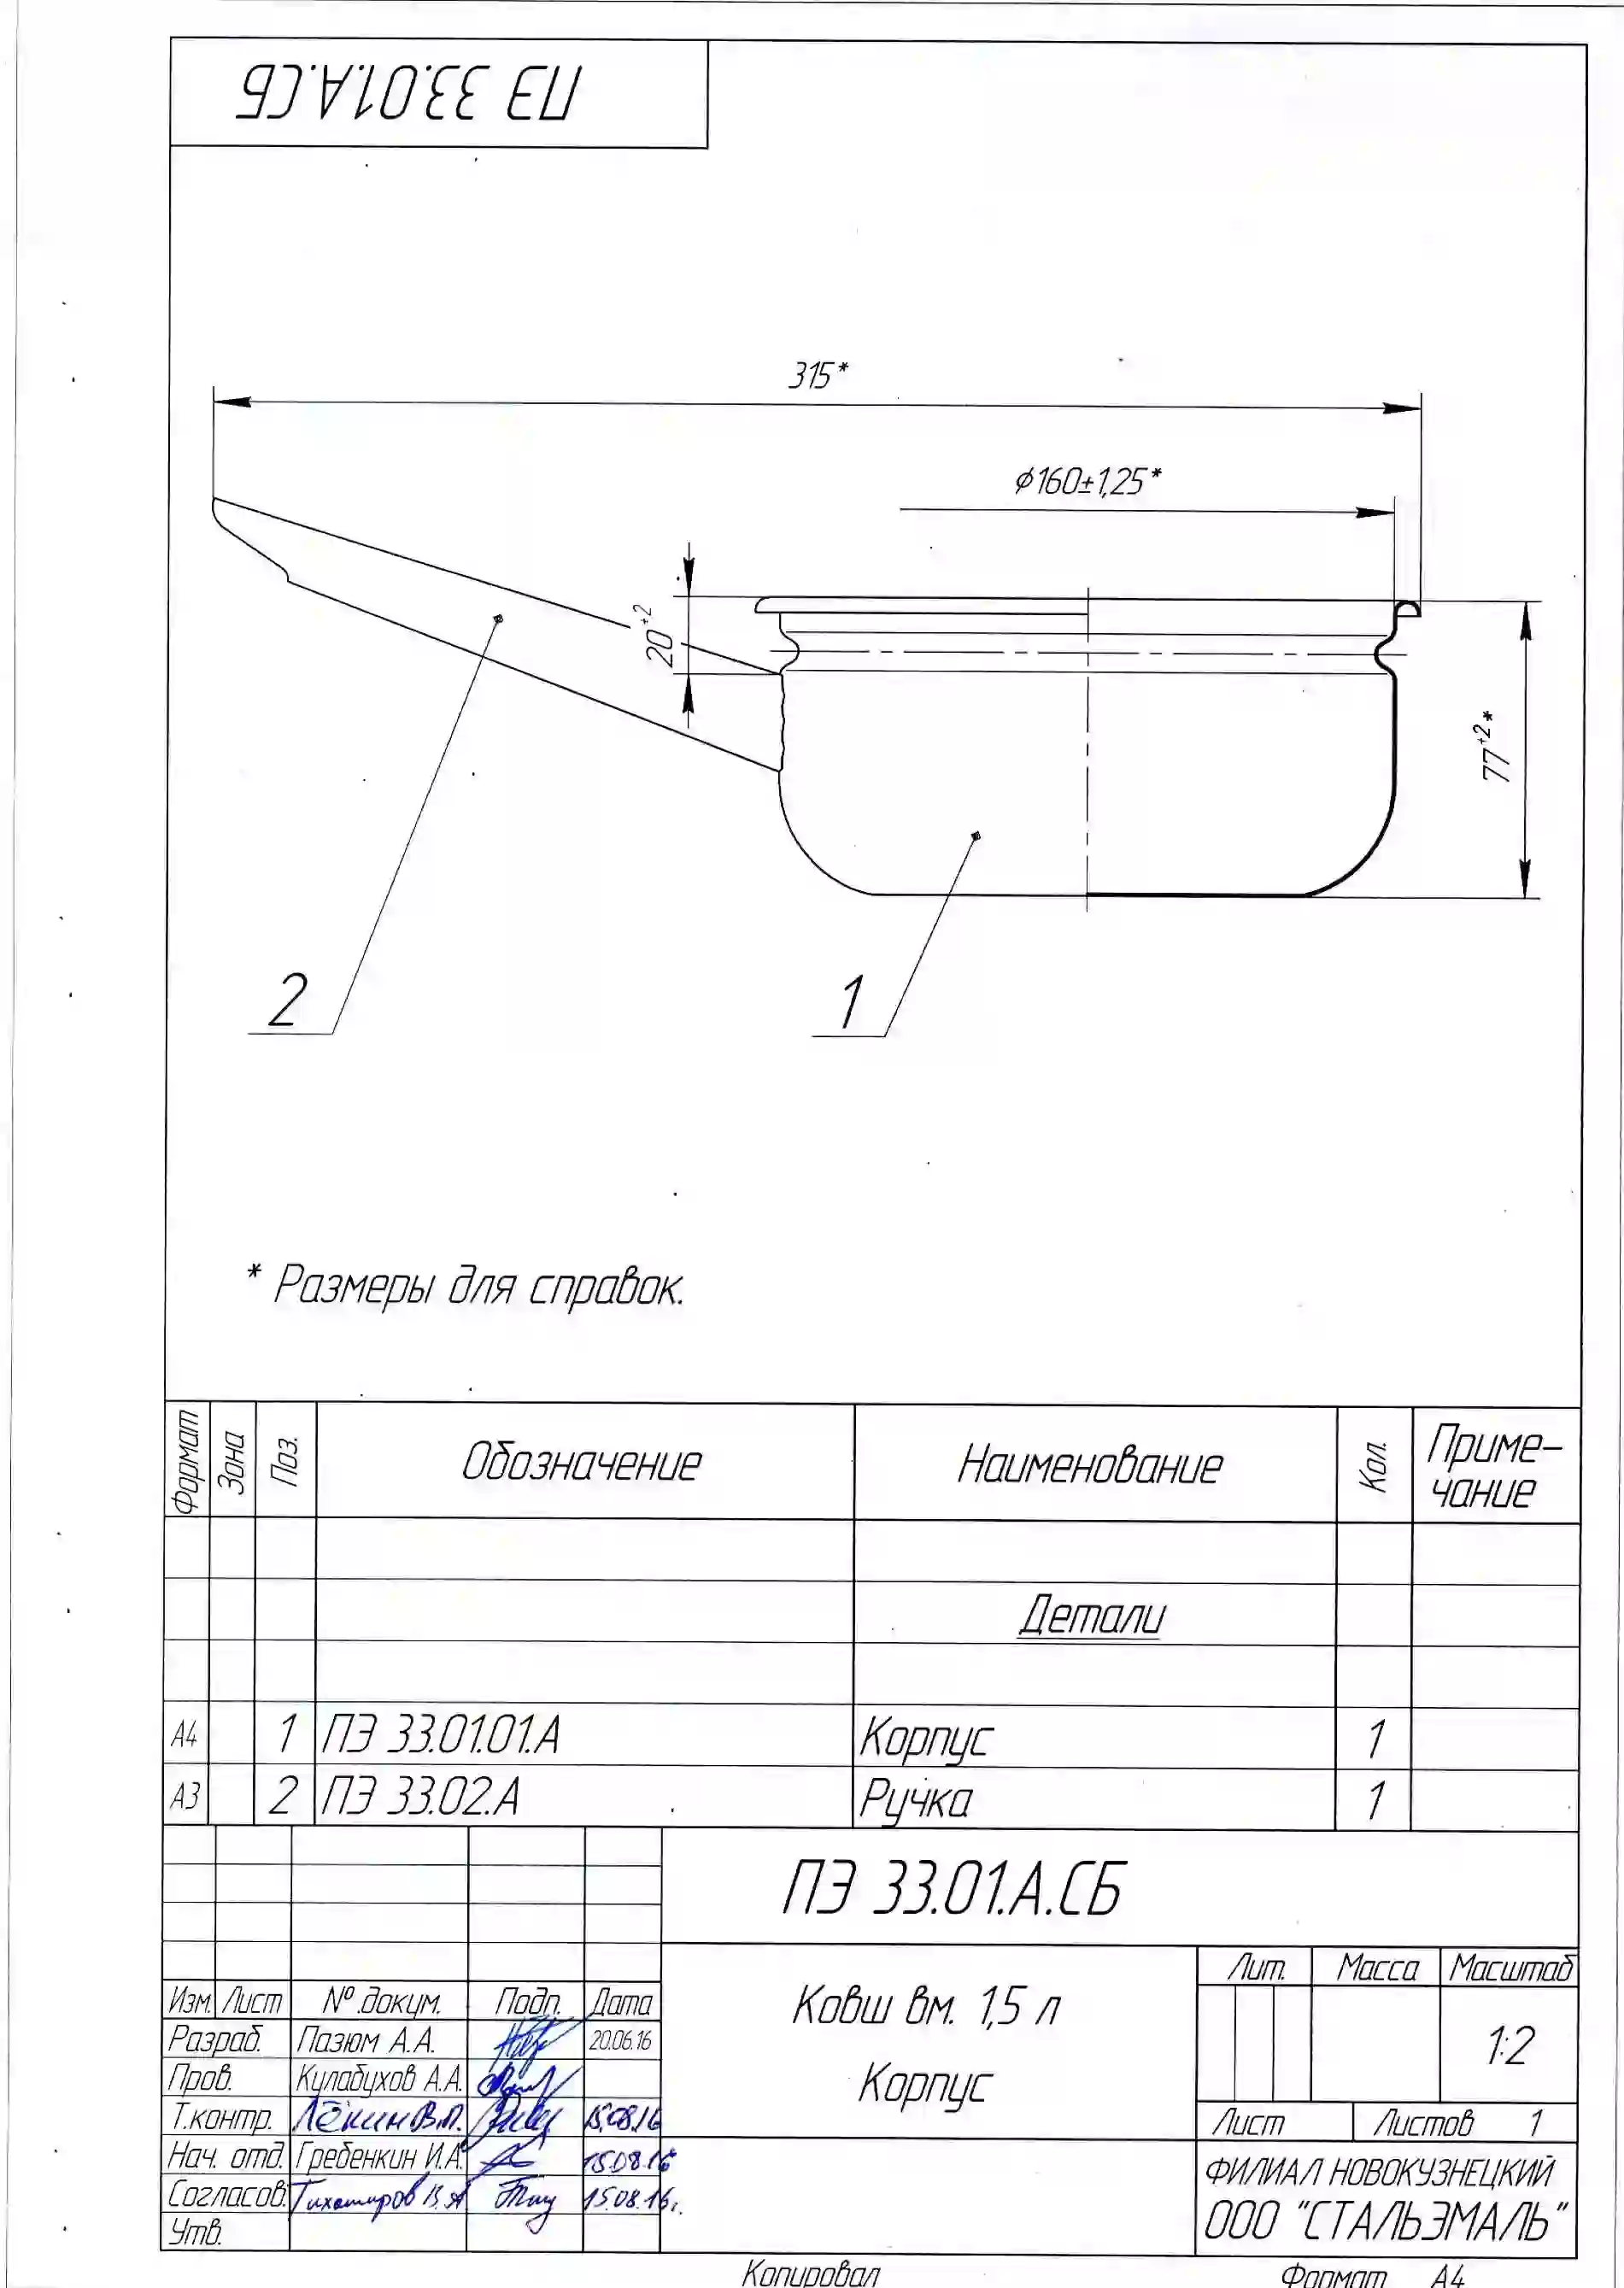 ПЭ 33.01.А.СБ
315*
⌀160±1,25*
20⁺²
77⁺²*
2
1
* Размеры для справок.
Формат Зона Поз. Обозначение Наименование Кол. Приме-
чание
Детали
А4 1 ПЭ 33.01.01.А Корпус 1
А3 2 ПЭ 33.02.А Ручка 1
ПЭ 33.01.А.СБ
Изм. Лист № докум. Подп. Дата
Разраб. Пазюм А.А. 20.06.16
Пров. Кулабухов А.А.
Т.контр. Лёкин В.П. 15.08.16
Нач. отд. Гребенкин И.А. 15.08.16
Согласов. Тихомиров В.А 15.08.16г.
Утв.
Ковш вм. 1,5 л
Корпус
Лит. Масса Масштаб
1:2
Лист Листов 1
ФИЛИАЛ НОВОКУЗНЕЦКИЙ
ООО "СТАЛЬЭМАЛЬ"
Копировал Формат А4